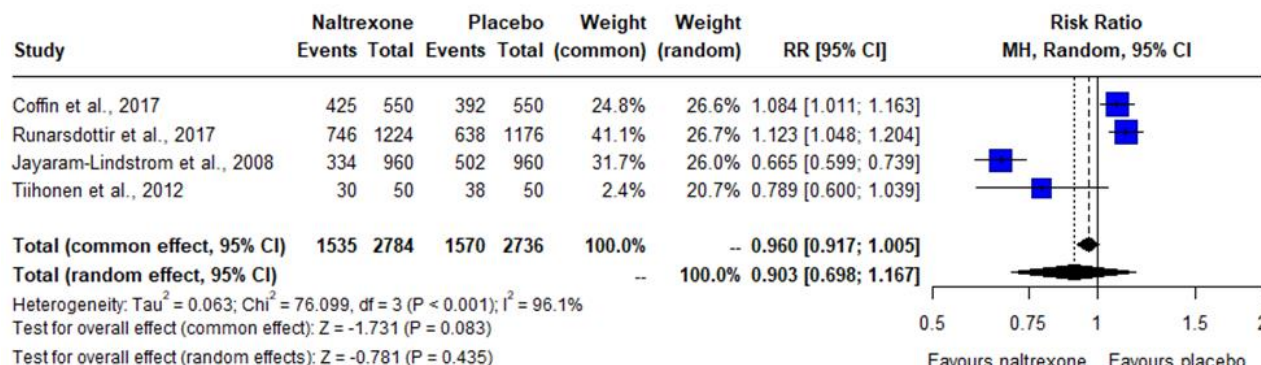 Naltrexone Placebo Weight Weight Risk Ratio
Study Events Total Events Total (common) (random) RR [95% CI] MH, Random, 95% CI
Coffin et al., 2017 425 550 392 550 24.8% 26.6% 1.084 [1.011; 1.163]
Runarsdottir et al., 2017 746 1224 638 1176 41.1% 26.7% 1.123 [1.048; 1.204]
Jayaram-Lindstrom et al., 2008 334 960 502 960 31.7% 26.0% 0.665 [0.599; 0.739]
Tiihonen et al., 2012 30 50 38 50 2.4% 20.7% 0.789 [0.600; 1.039]
Total (common effect, 95% CI) 1535 2784 1570 2736 100.0% -- 0.960 [0.917; 1.005]
Total (random effect, 95% CI) -- 100.0% 0.903 [0.698; 1.167]
Heterogeneity: Tau² = 0.063; Chi² = 76.099, df = 3 (P < 0.001); I² = 96.1%
Test for overall effect (common effect): Z = -1.731 (P = 0.083)
Test for overall effect (random effects): Z = -0.781 (P = 0.435)
0.5 0.75 1 1.5 2
Favours naltrexone Favours placebo